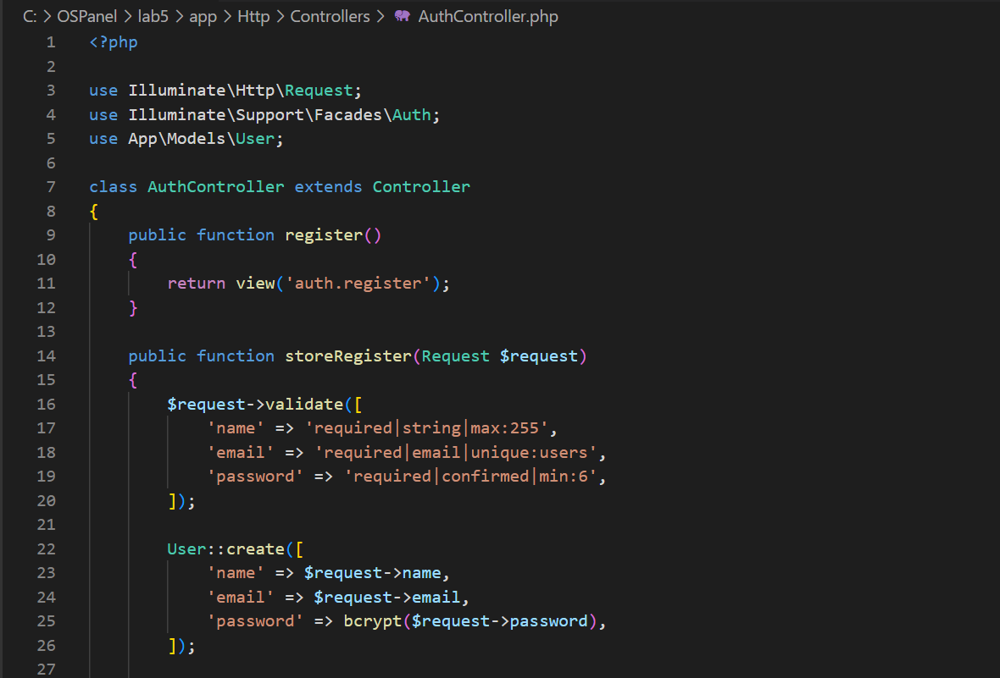 C: > OSPanel > lab5 > app > Http > Controllers > AuthController.php
1 <?php
2
3 use Illuminate\Http\Request;
4 use Illuminate\Support\Facades\Auth;
5 use App\Models\User;
6
7 class AuthController extends Controller
8 {
9     public function register()
10     {
11         return view('auth.register');
12     }
13
14     public function storeRegister(Request $request)
15     {
16         $request->validate([
17             'name' => 'required|string|max:255',
18             'email' => 'required|email|unique:users',
19             'password' => 'required|confirmed|min:6',
20         ]);
21
22         User::create([
23             'name' => $request->name,
24             'email' => $request->email,
25             'password' => bcrypt($request->password),
26         ]);
27